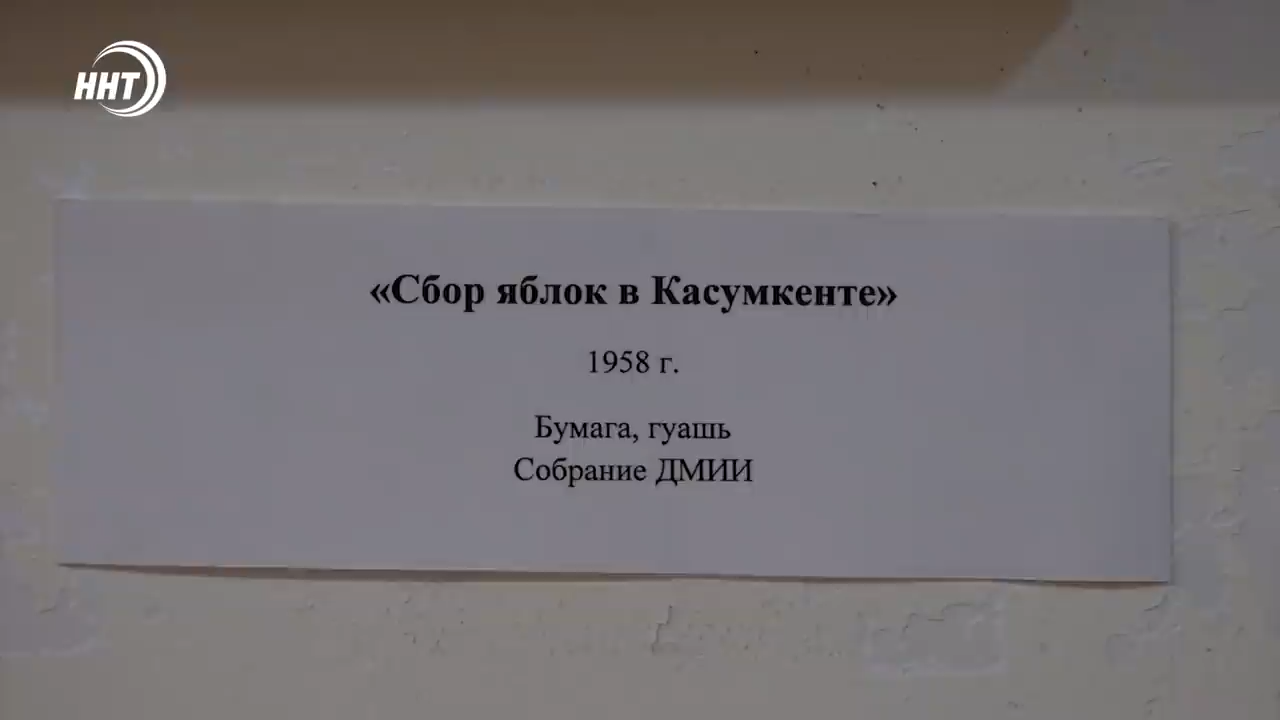 ННТ
«Сбор яблок в Касумкенте»
1958 г.
Бумага, гуашь
Собрание ДМИИ